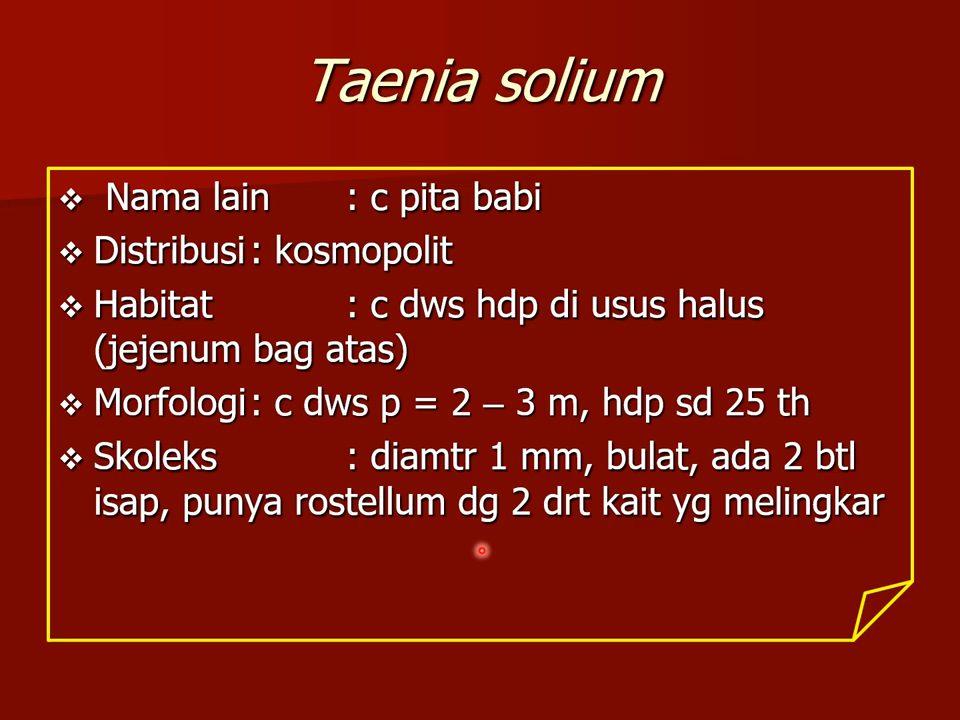 Taenia solium
Nama lain : c pita babi
Distribusi : kosmopolit
Habitat : c dws hdp di usus halus
(jejenum bag atas)
Morfologi : c dws p = 2 – 3 m, hdp sd 25 th
Skoleks : diamtr 1 mm, bulat, ada 2 btl
isap, punya rostellum dg 2 drt kait yg melingkar